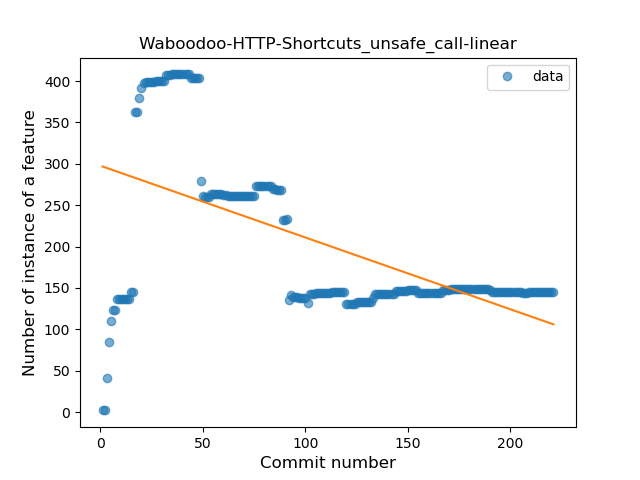 Waboodoo-HTTP-Shortcuts_unsafe_call-linear
data
Number of instance of a feature
400
350
300
250
200
150
100
50
0
0 50 100 150 200
Commit number